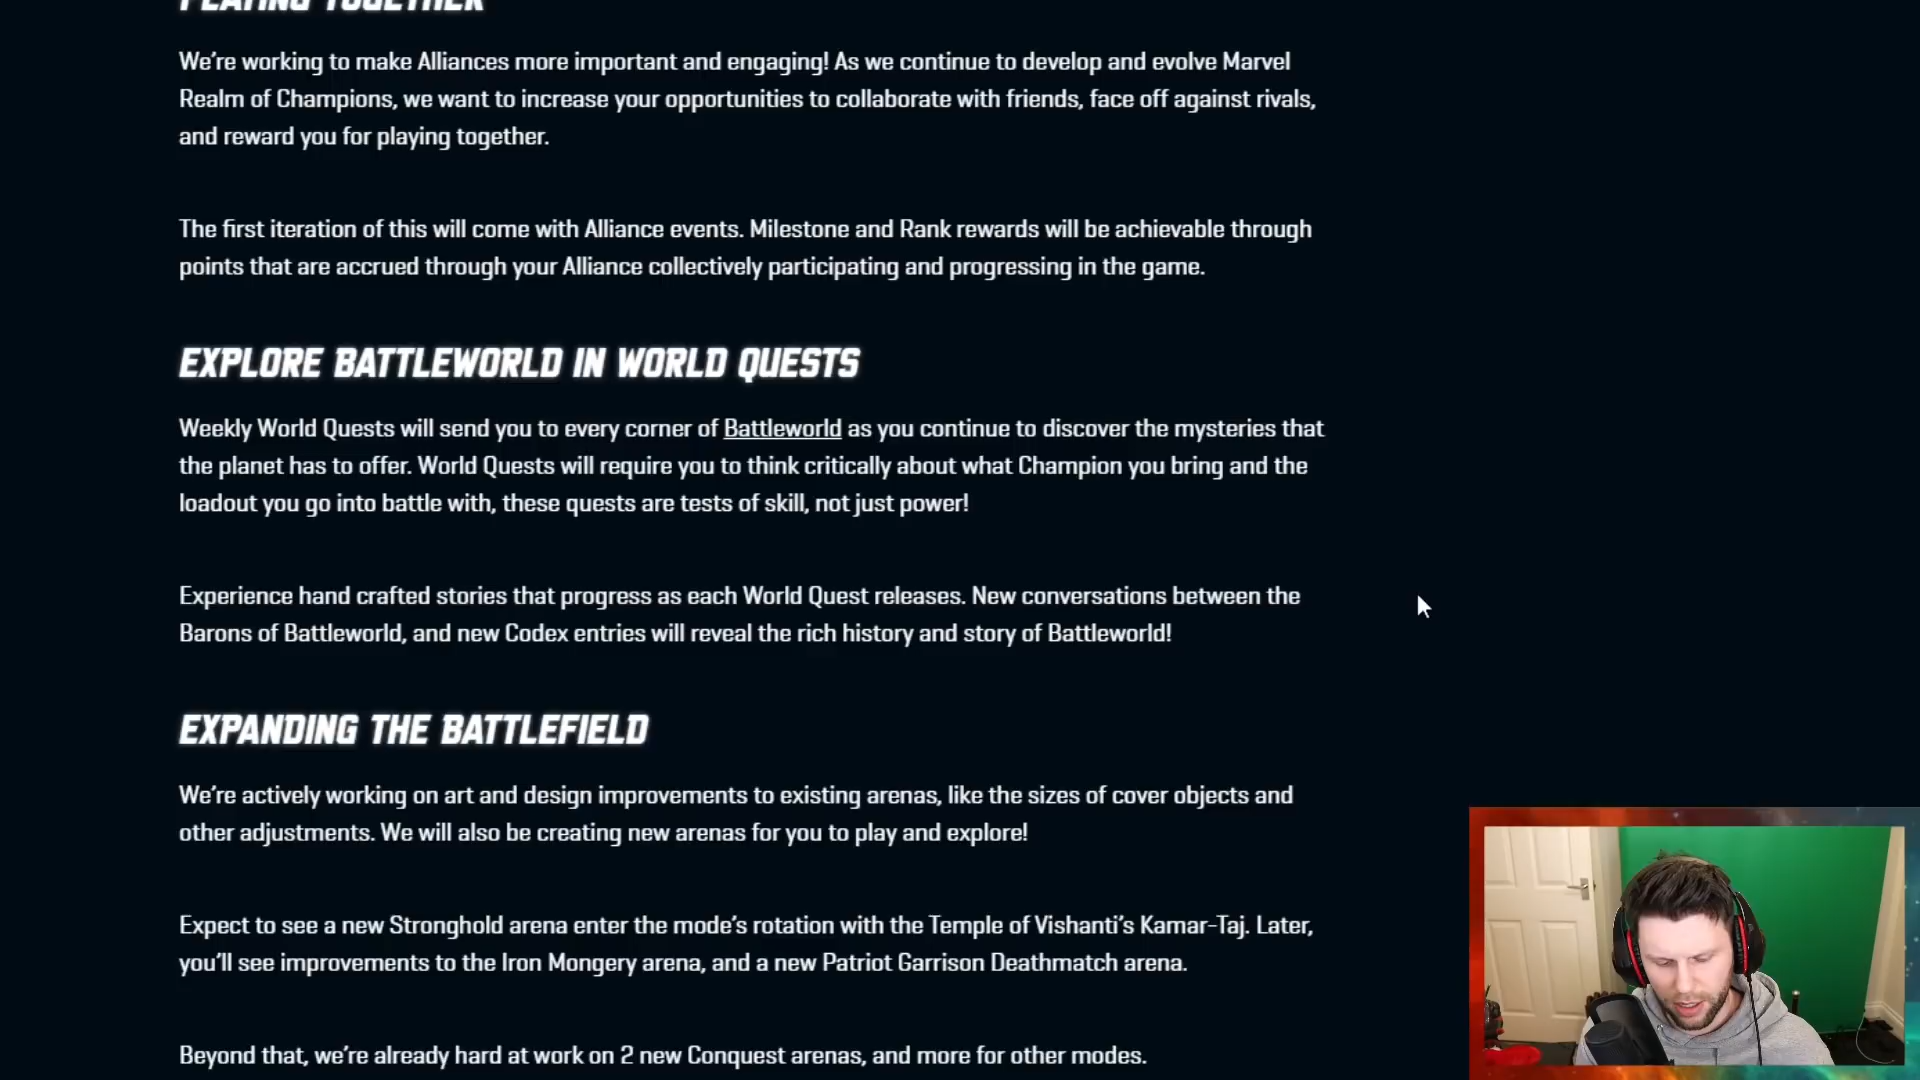 PLAYING TOGETHER
We're working to make Alliances more important and engaging! As we continue to develop and evolve Marvel
Realm of Champions, we want to increase your opportunities to collaborate with friends, face off against rivals,
and reward you for playing together.
The first iteration of this will come with Alliance events. Milestone and Rank rewards will be achievable through
points that are accrued through your Alliance collectively participating and progressing in the game.
EXPLORE BATTLEWORLD IN WORLD QUESTS
Weekly World Quests will send you to every corner of Battleworld as you continue to discover the mysteries that
the planet has to offer. World Quests will require you to think critically about what Champion you bring and the
loadout you go into battle with, these quests are tests of skill, not just power!
Experience hand crafted stories that progress as each World Quest releases. New conversations between the
Barons of Battleworld, and new Codex entries will reveal the rich history and story of Battleworld!
EXPANDING THE BATTLEFIELD
We're actively working on art and design improvements to existing arenas, like the sizes of cover objects and
other adjustments. We will also be creating new arenas for you to play and explore!
Expect to see a new Stronghold arena enter the mode's rotation with the Temple of Vishanti's Kamar-Taj. Later,
you'll see improvements to the Iron Mongery arena, and a new Patriot Garrison Deathmatch arena.
Beyond that, we're already hard at work on 2 new Conquest arenas, and more for other modes.